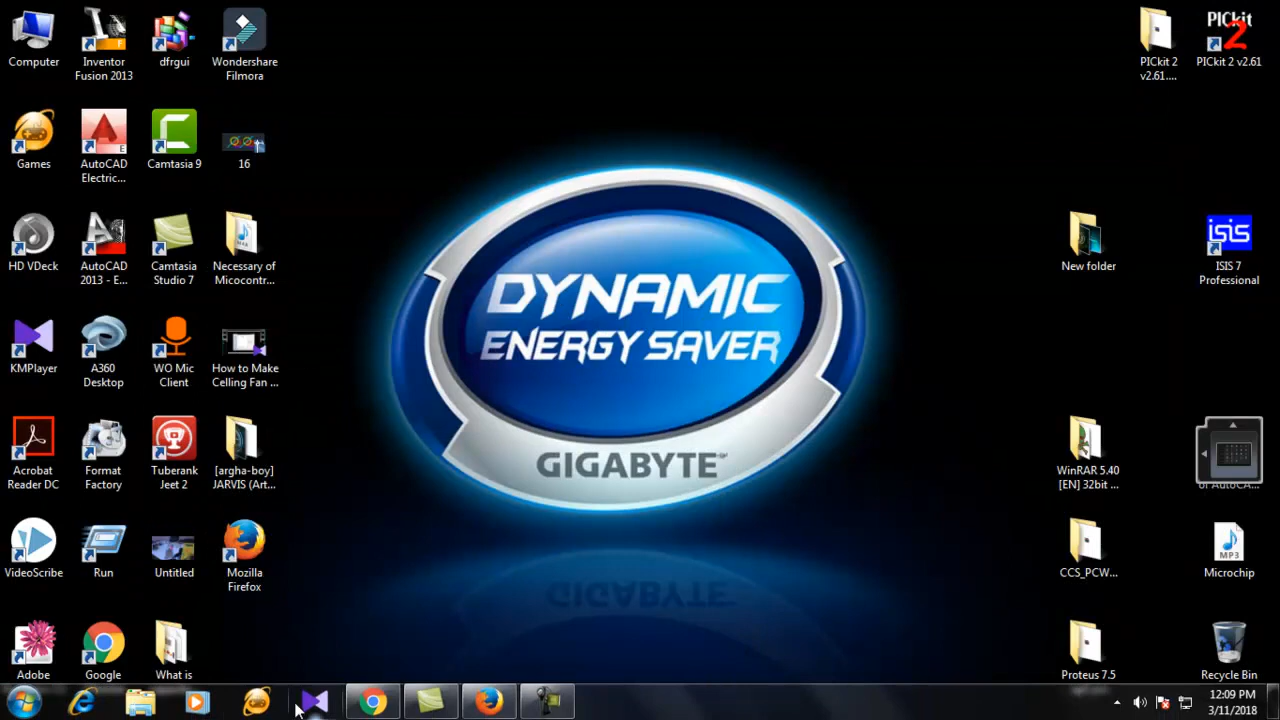 Computer
Inventor
Fusion 2013
dfrgui
Wondershare
Filmora
PICkit 2
v2.61....
PICkit
2
PICkit 2 v2.61
Games
AutoCAD
Electric...
Camtasia 9
16
HD VDeck
AutoCAD
2013 - E...
Camtasia
Studio 7
Necessary of
Micocontr...
New folder
isis
ISIS 7
Professional
DYNAMIC
ENERGY SAVER
GIGABYTE
KMPlayer
A360
Desktop
WO Mic
Client
How to Make
Celling Fan ...
Acrobat
Reader DC
Format
Factory
Tuberank
Jeet 2
[argha-boy]
JARVIS (Art...
WinRAR 5.40
[EN] 32bit ...
of AutoCA...
VideoScribe
Run
Untitled
Mozilla
Firefox
CCS_PCW...
MP3
Microchip
Adobe
Google
What is
Proteus 7.5
Recycle Bin
12:09 PM
3/11/2018